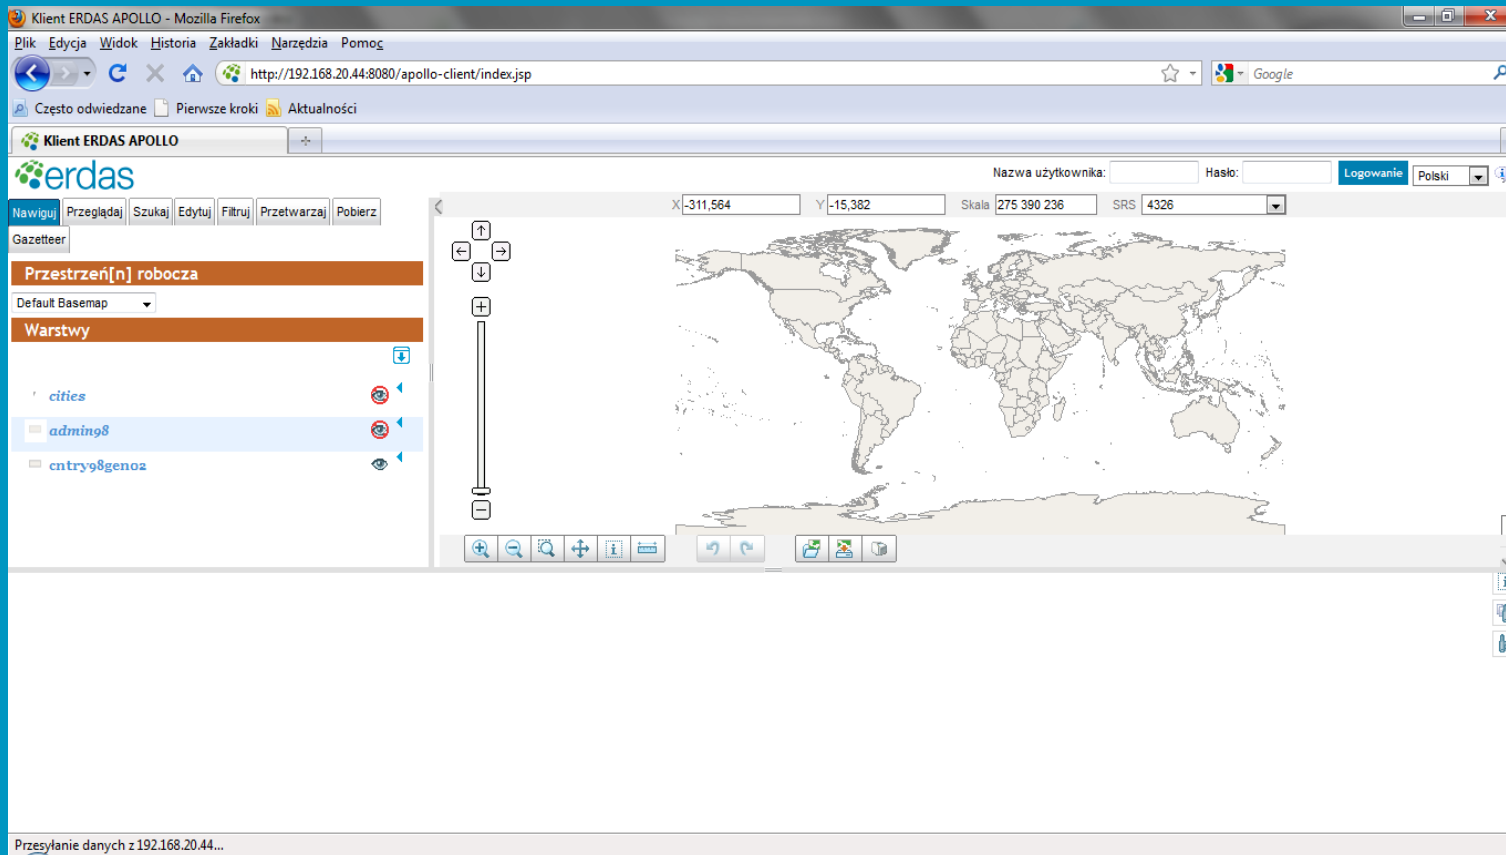 Klient ERDAS APOLLO - Mozilla Firefox
Plik Edycja Widok Historia Zakładki Narzędzia Pomoc
http://192.168.20.44:8080/apollo-client/index.jsp
Google
Często odwiedzane Pierwsze kroki Aktualności
Klient ERDAS APOLLO
erdas
Nazwa użytkownika: Hasło: Logowanie Polski
Nawiguj Przeglądaj Szukaj Edytuj Filtruj Przetwarzaj Pobierz
X -311,564 Y -15,382 Skala 275 390 236 SRS 4326
Gazetteer
Przestrzeń[n] robocza
Default Basemap
Warstwy
cities
admin98
cntry98gen02
Przesyłanie danych z 192.168.20.44...